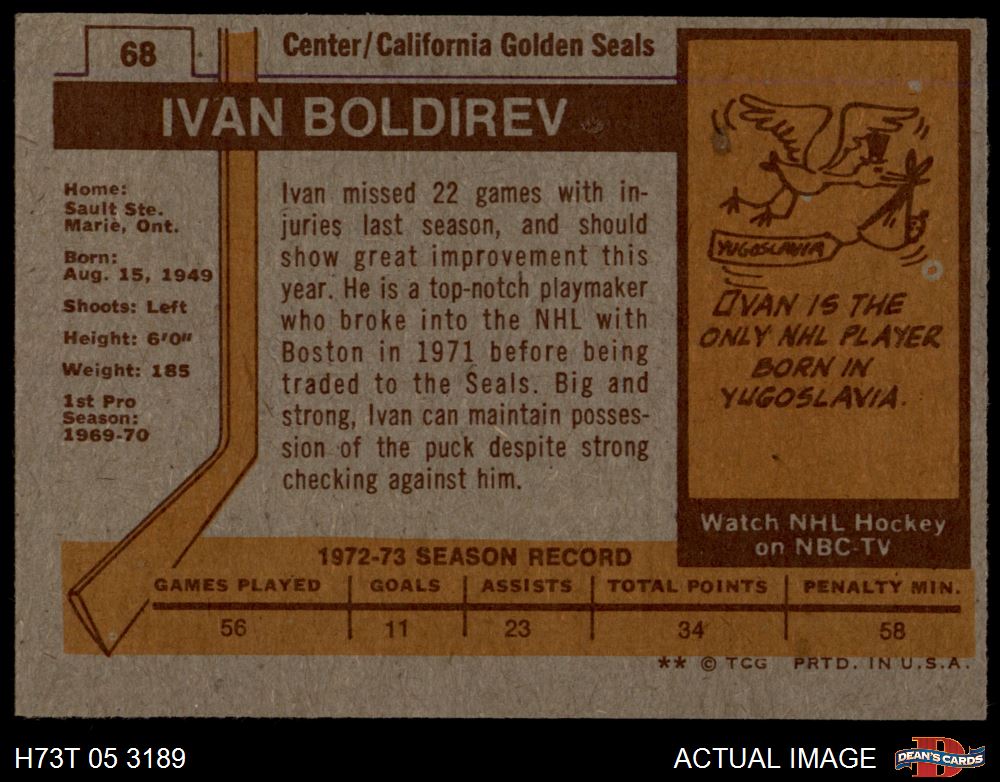 68
Center/California Golden Seals
IVAN BOLDIREV
Home:
Sault Ste.
Marie, Ont.
Born:
Aug. 15, 1949
Shoots: Left
Height: 6'0"
Weight: 185
1st Pro
Season:
1969-70
Ivan missed 22 games with in-
juries last season, and should
show great improvement this
year. He is a top-notch playmaker
who broke into the NHL with
Boston in 1971 before being
traded to the Seals. Big and
strong, Ivan can maintain posses-
sion of the puck despite strong
checking against him.
YUGOSLAVIA
IVAN IS THE
ONLY NHL PLAYER
BORN IN
YUGOSLAVIA.
Watch NHL Hockey
on NBC-TV
1972-73 SEASON RECORD
GAMES PLAYED GOALS ASSISTS TOTAL POINTS PENALTY MIN.
56 11 23 34 58
** © TCG PRTD. IN U.S.A.
H73T 05 3189
ACTUAL IMAGE
D
DEAN'S CARDS